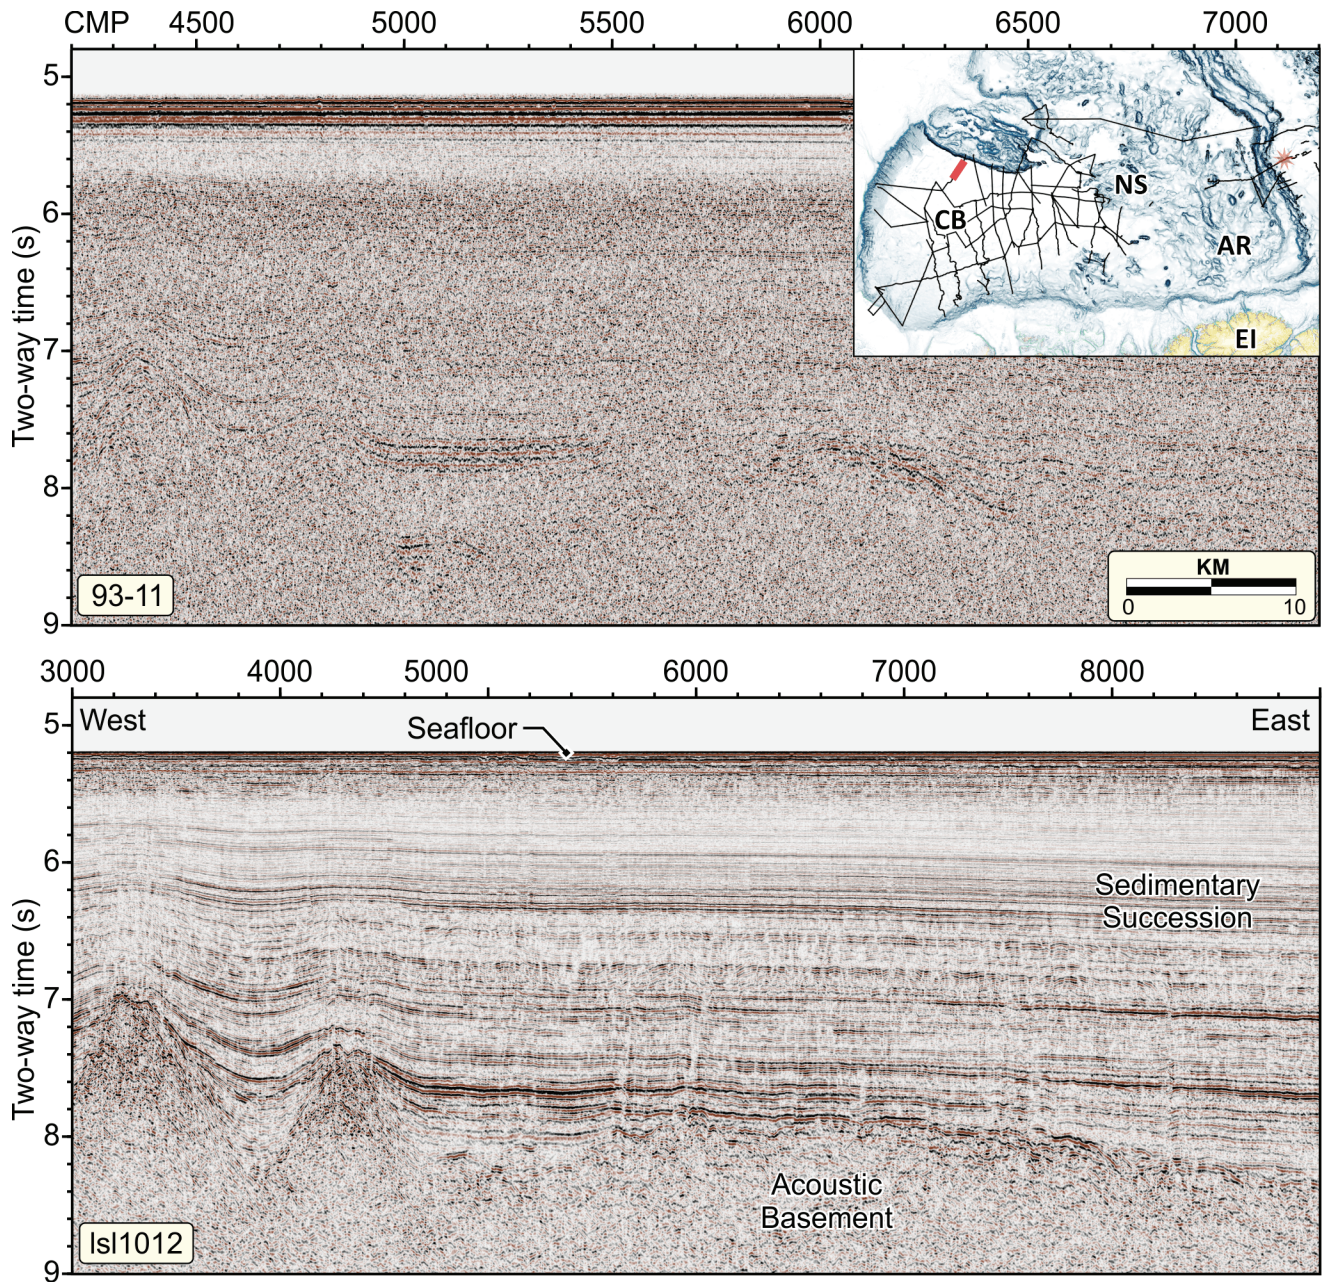 CMP 4500 5000 5500 6000 6500 7000
5
6
7
8
9
Two-way time (s)
NS
CB
AR
EI
93-11
KM
0 10
3000 4000 5000 6000 7000 8000
5
6
7
8
9
Two-way time (s)
West
East
Seafloor
Sedimentary
Succession
Acoustic
Basement
lsl1012